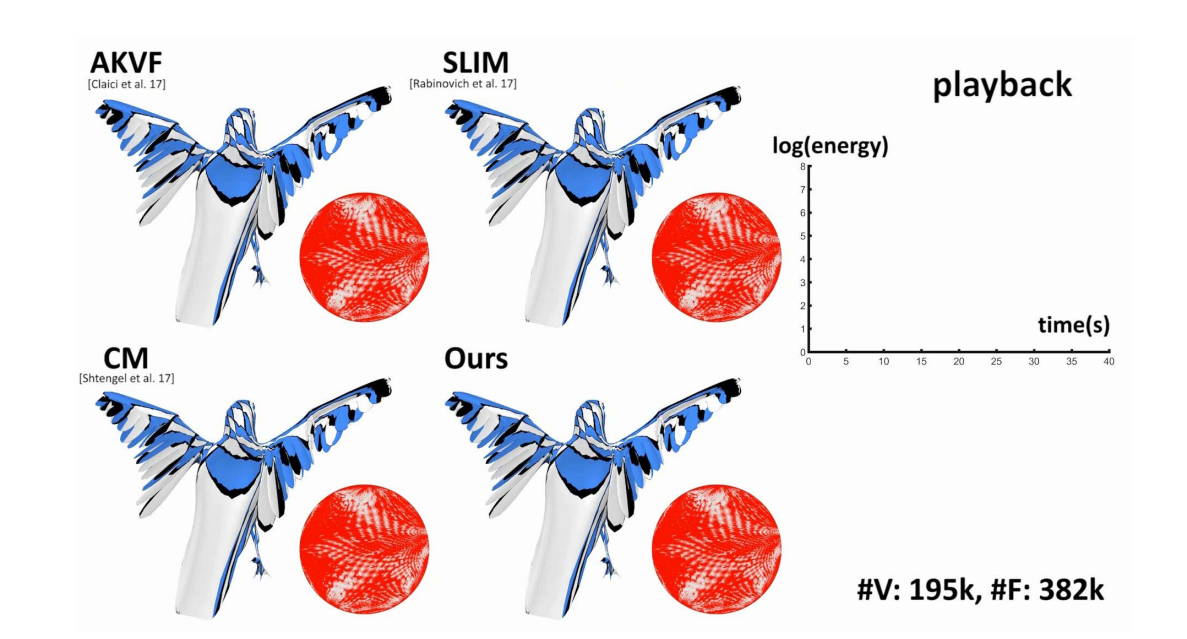 AKVF
[Claici et al. 17]
SLIM
[Rabinovich et al. 17]
playback
log(energy)
8
7
6
5
4
3
2
1
0
time(s)
0 5 10 15 20 25 30 35 40
CM
[Shtengel et al. 17]
Ours
#V: 195k, #F: 382k